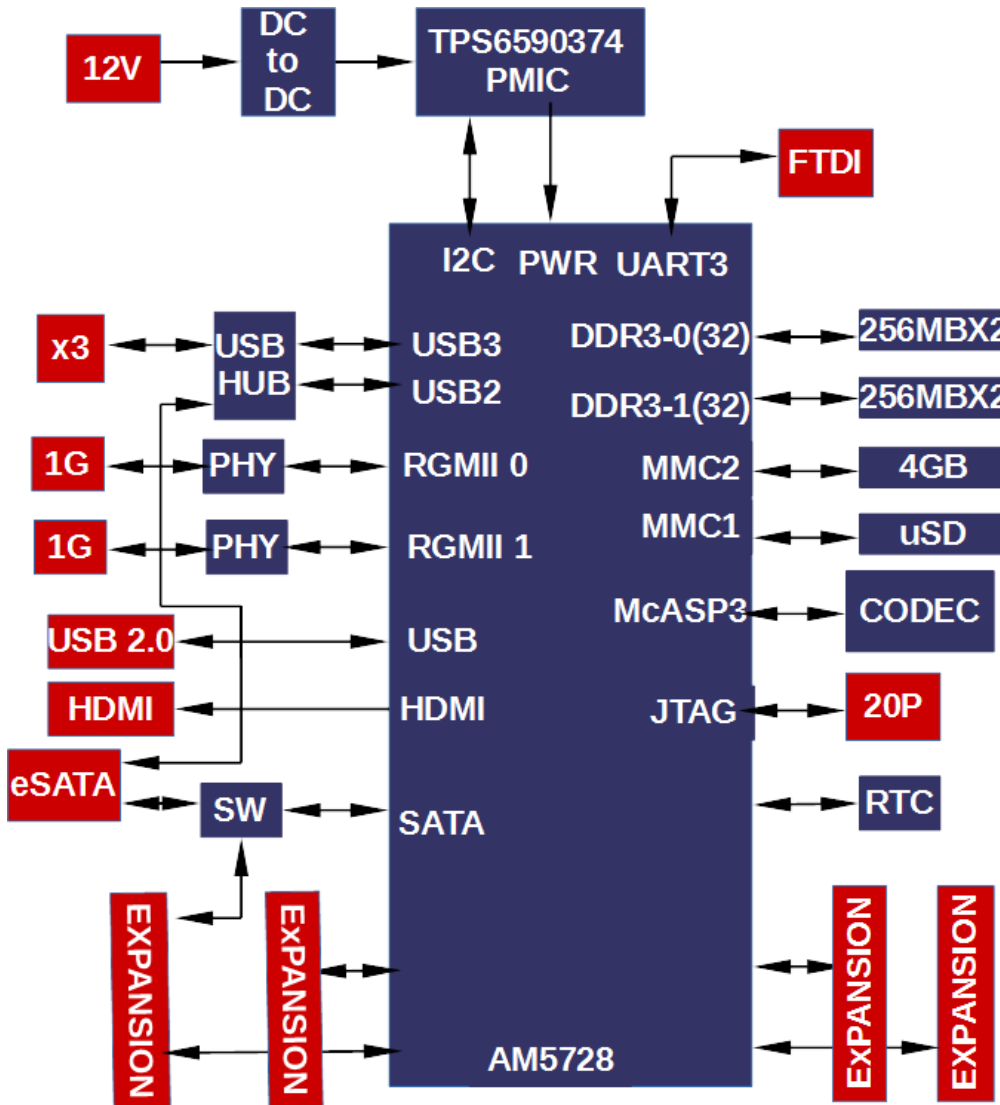 12V
DC
to
DC
TPS6590374
PMIC
FTDI
I2C
PWR
UART3
x3
USB
HUB
USB3
USB2
DDR3-0(32)
256MBX2
DDR3-1(32)
256MBX2
1G
PHY
RGMII 0
MMC2
4GB
1G
PHY
RGMII 1
MMC1
uSD
McASP3
CODEC
USB 2.0
USB
HDMI
HDMI
JTAG
20P
eSATA
SW
SATA
RTC
EXPANSION
ExPANSION
ExPANSION
EXPANSION
AM5728